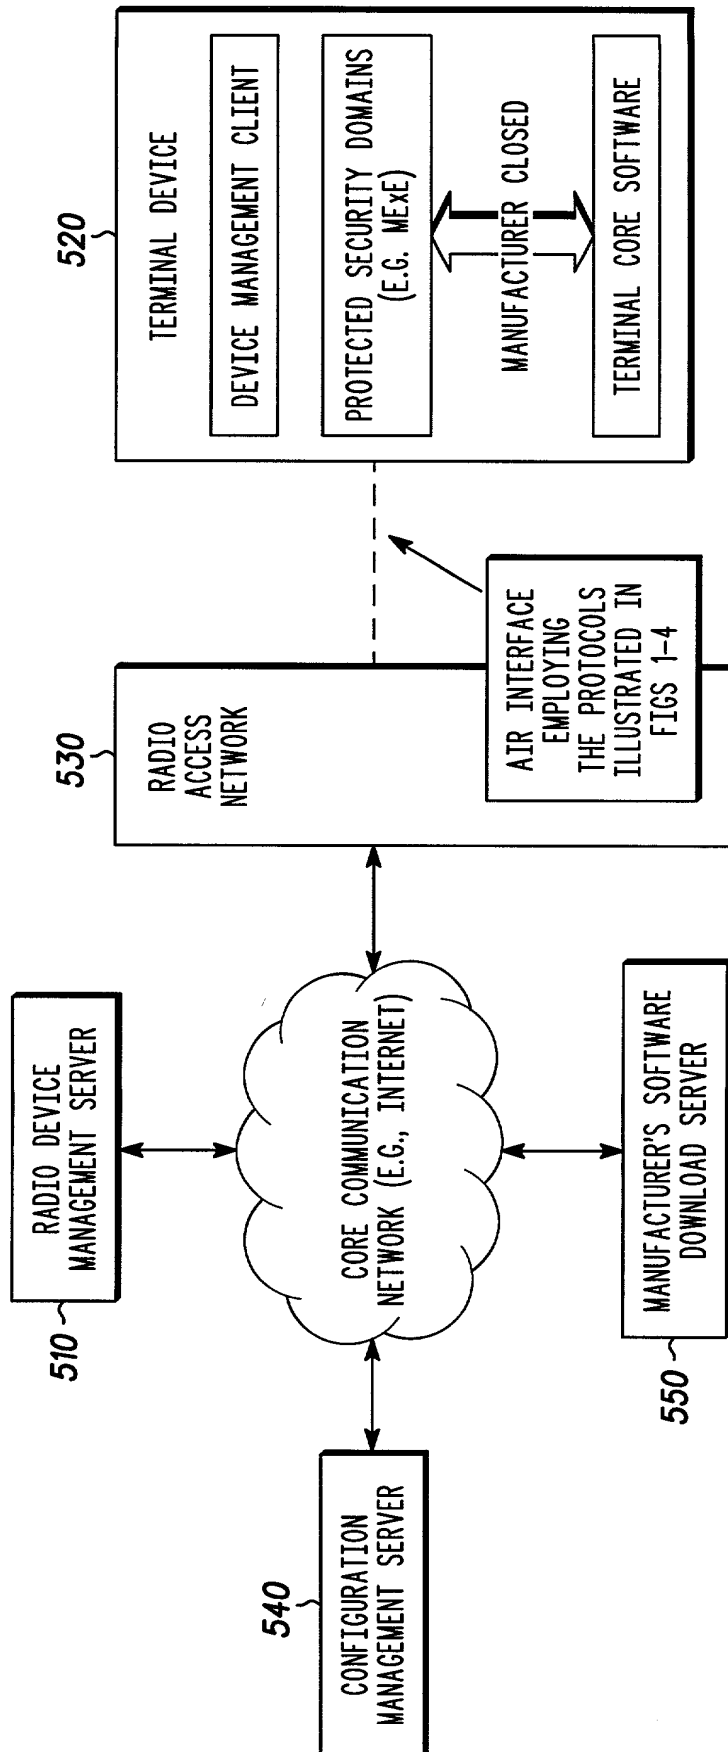 510
RADIO DEVICE
MANAGEMENT SERVER
540
CONFIGURATION
MANAGEMENT SERVER
CORE COMMUNICATION
NETWORK (E.G., INTERNET)
550
MANUFACTURER'S SOFTWARE
DOWNLOAD SERVER
530
RADIO
ACCESS
NETWORK
AIR INTERFACE
EMPLOYING
THE PROTOCOLS
ILLUSTRATED IN
FIGS 1-4
520
TERMINAL DEVICE
DEVICE MANAGEMENT CLIENT
PROTECTED SECURITY DOMAINS
(E.G. MExE)
MANUFACTURER CLOSED
TERMINAL CORE SOFTWARE